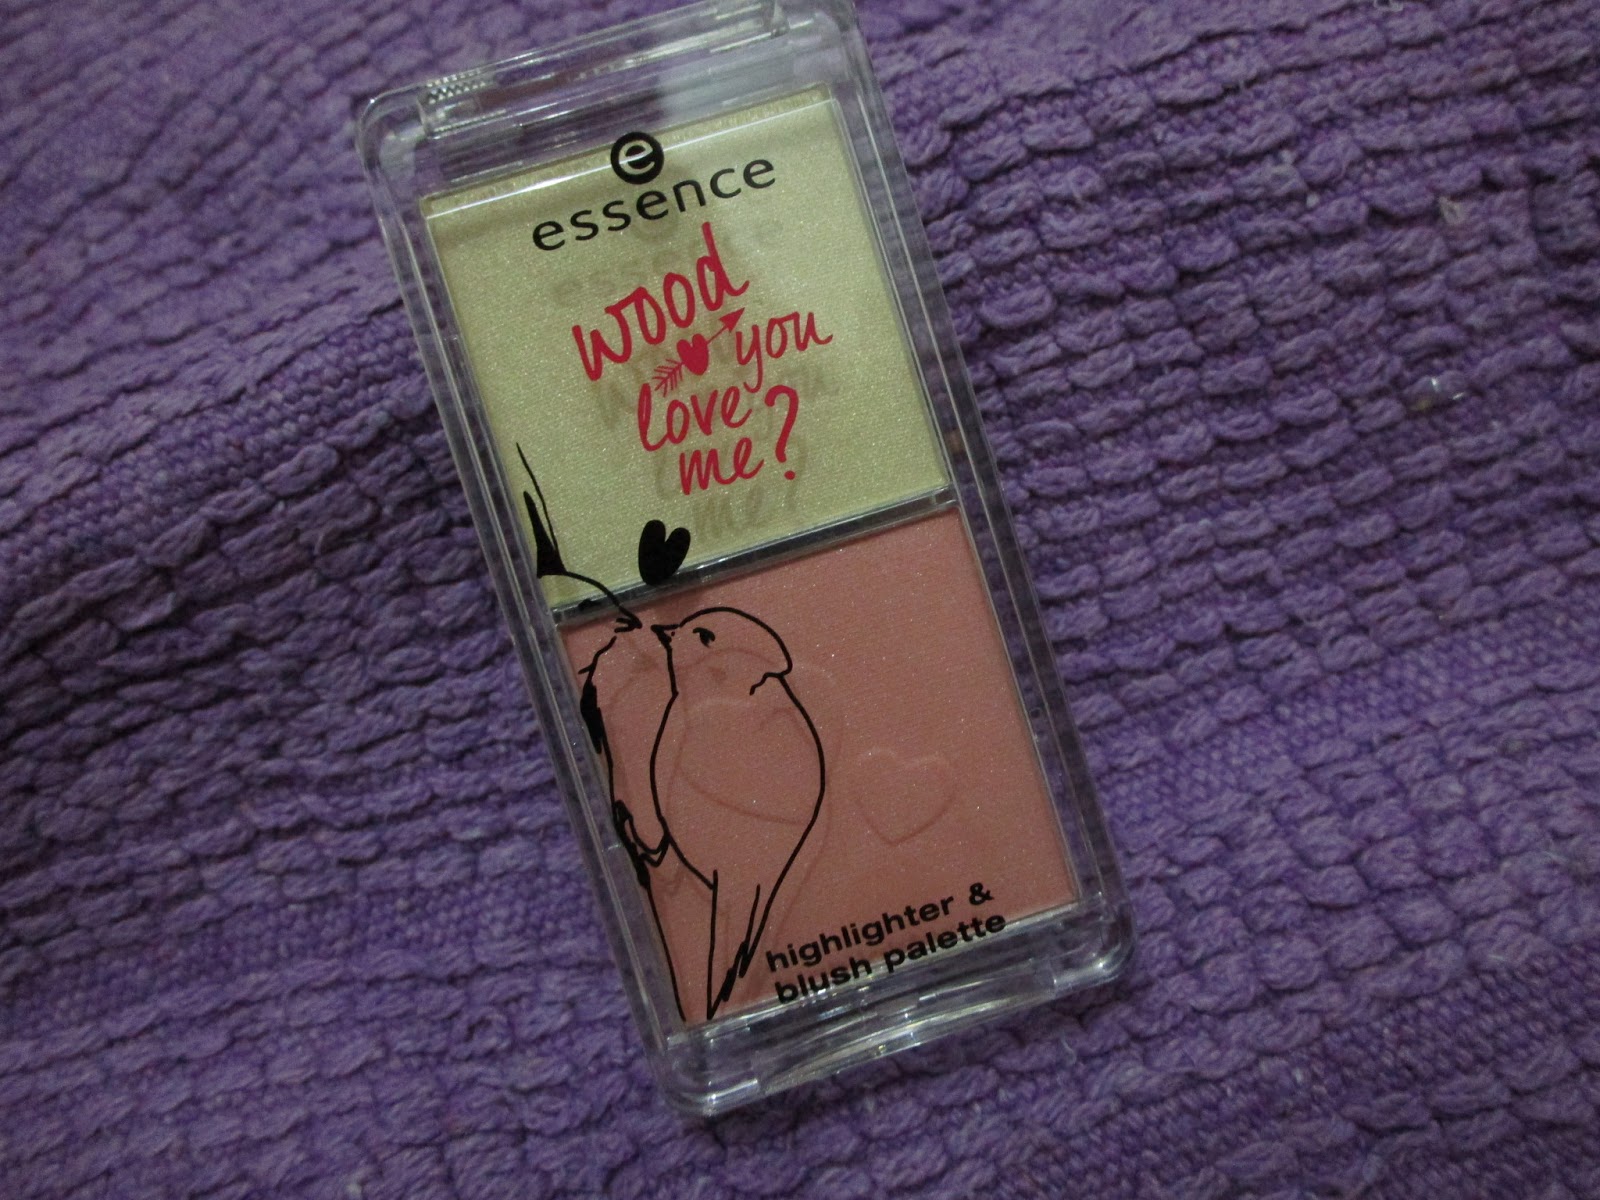 e
essence
wood
you
love
me?
highlighter &
blush palette